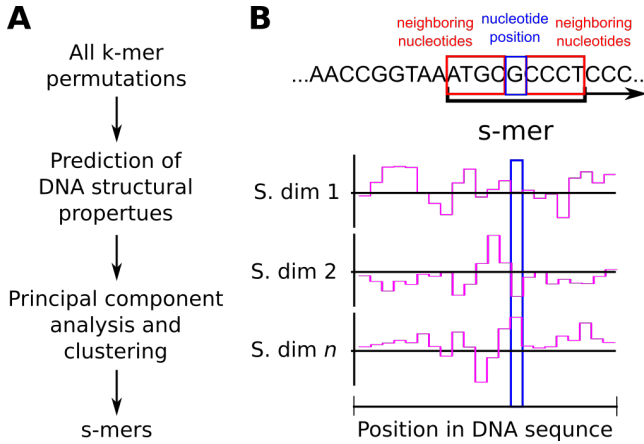 A
All k-mer
permutations
Prediction of
DNA structural
propertues
Principal component
analysis and
clustering
s-mers
B
neighboring
nucleotides
nucleotide
position
neighboring
nucleotides
...AACCGGTAAATGCGCCCTCCC...
s-mer
S. dim 1
S. dim 2
S. dim n
Position in DNA sequnce